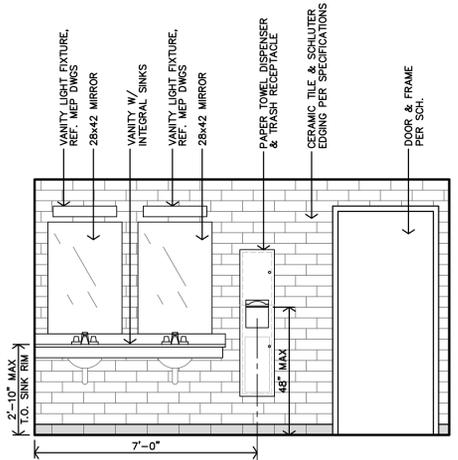 VANITY LIGHT FIXTURE,
REF. MEP DWGS
28x42 MIRROR
VANITY W/
INTEGRAL SINKS
VANITY LIGHT FIXTURE,
REF. MEP DWGS
28x42 MIRROR
PAPER TOWEL DISPENSER
& TRASH RECEPTACLE
CERAMIC TILE & SCHLUTER
EDGING PER SPECIFICATIONS
DOOR & FRAME
PER SCH.
2'-10" MAX
T.O. SINK RIM
48" MAX
7'-0"